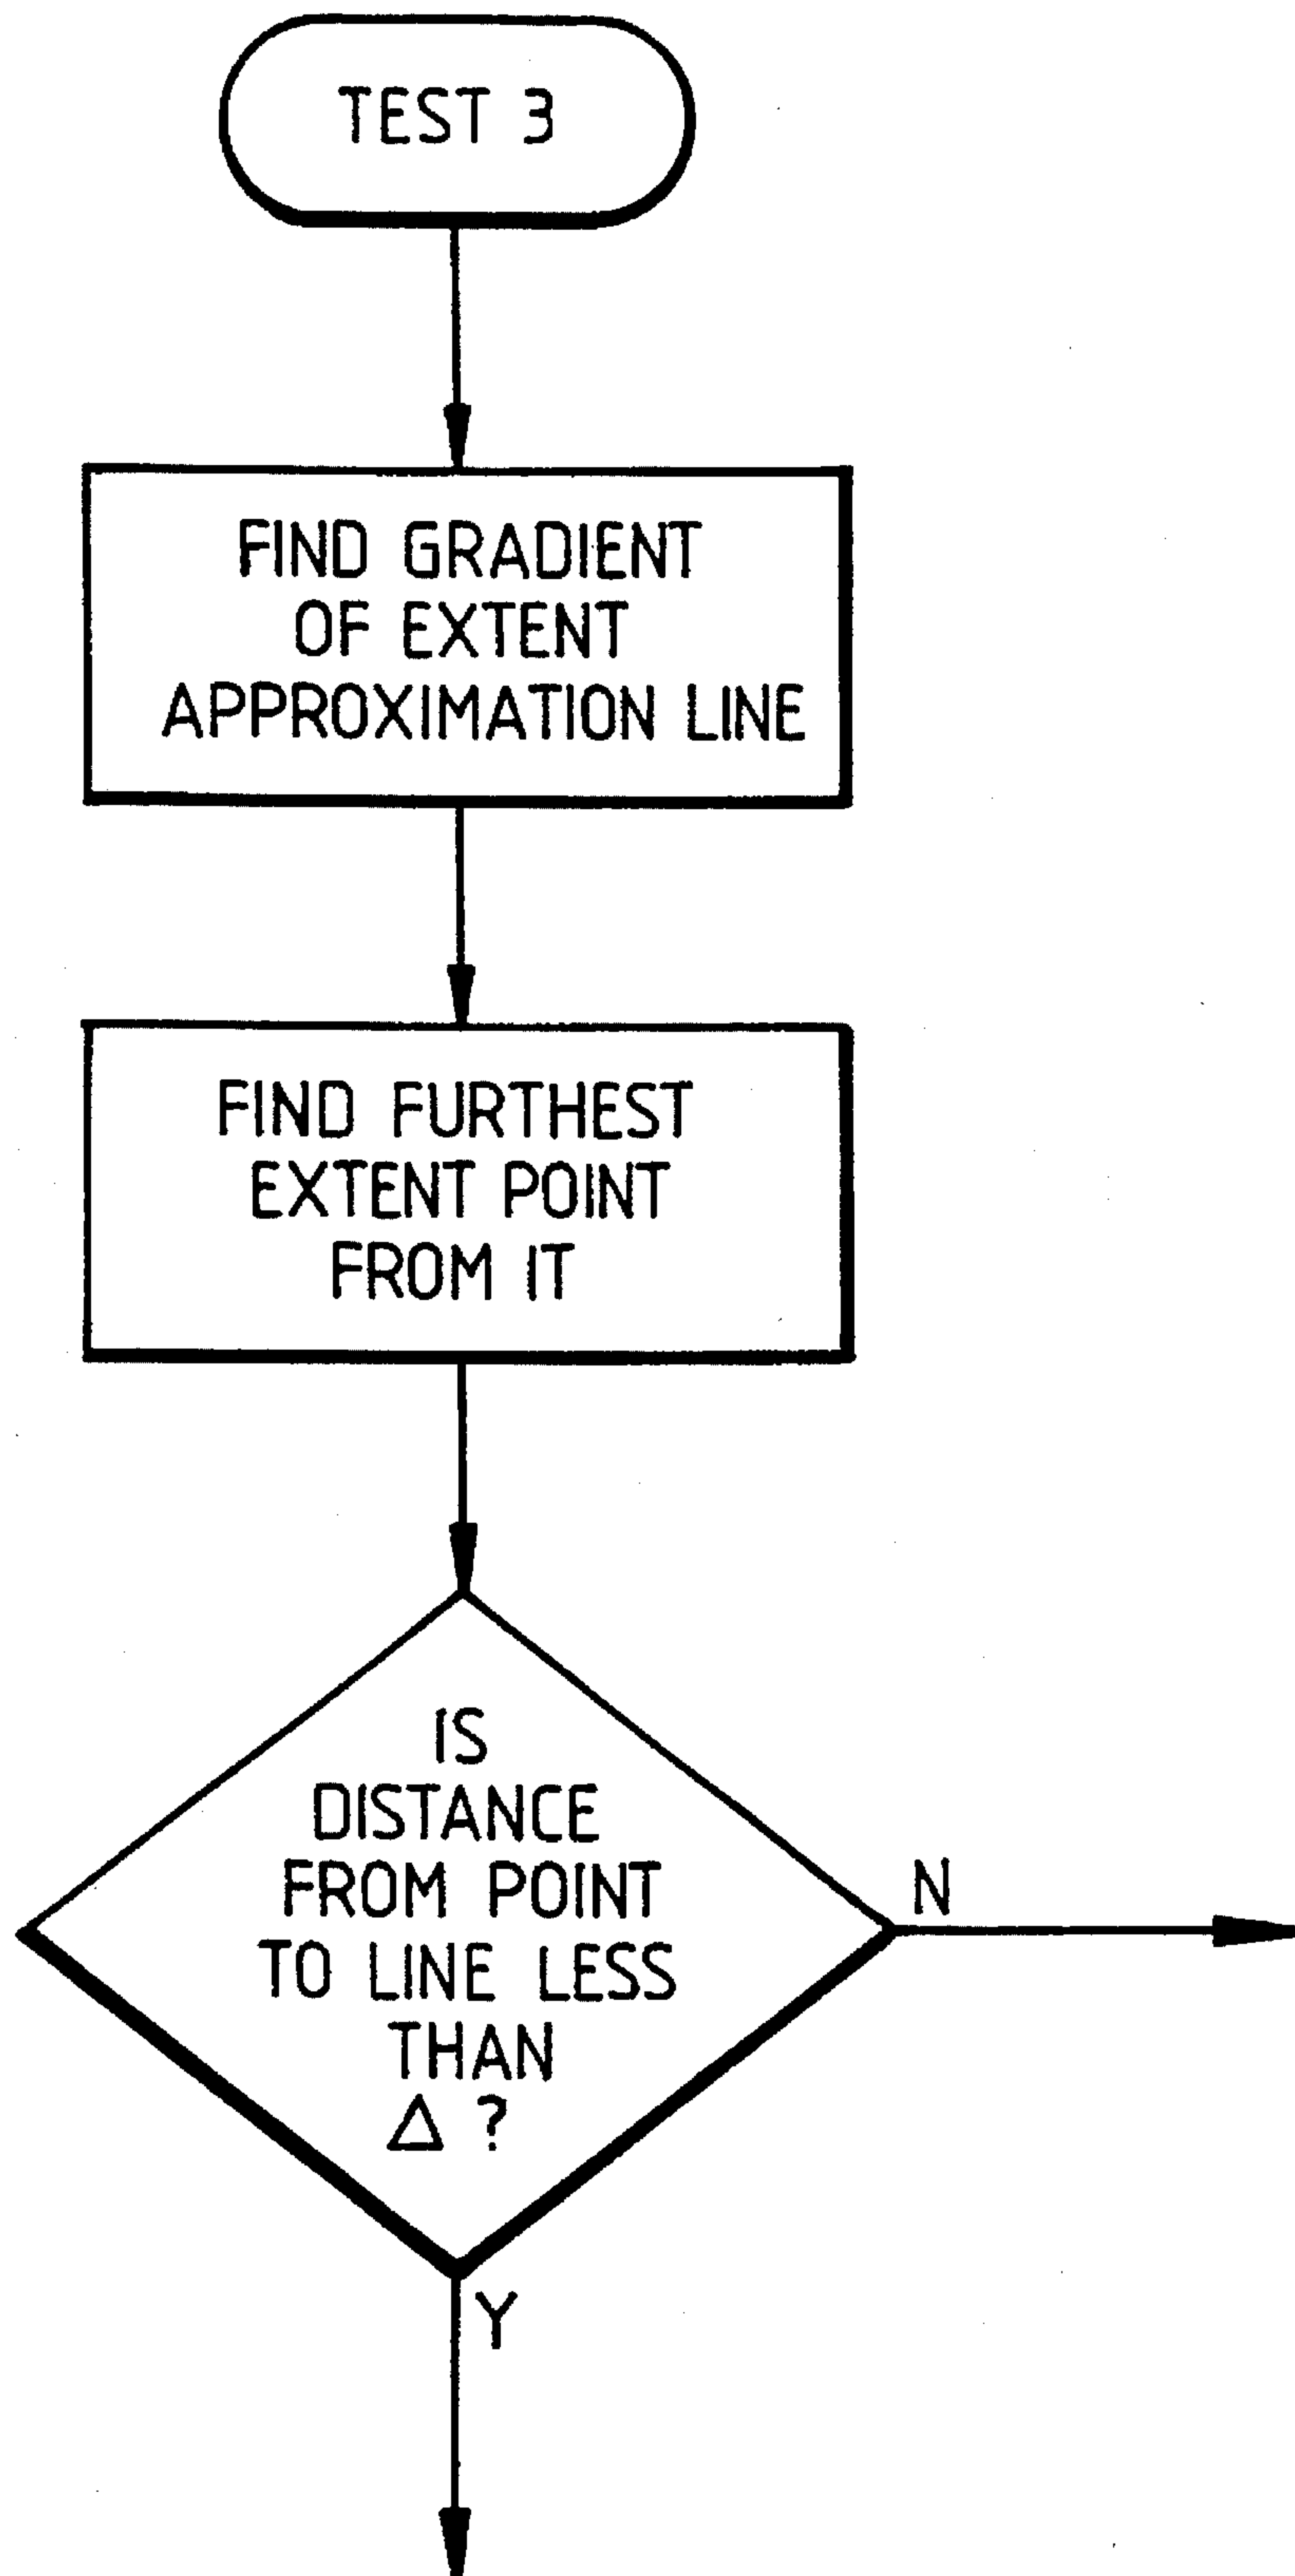 TEST 3
FIND GRADIENT
OF EXTENT
APPROXIMATION LINE
FIND FURTHEST
EXTENT POINT
FROM IT
IS
DISTANCE
FROM POINT
TO LINE LESS
THAN
Δ ?
N
Y